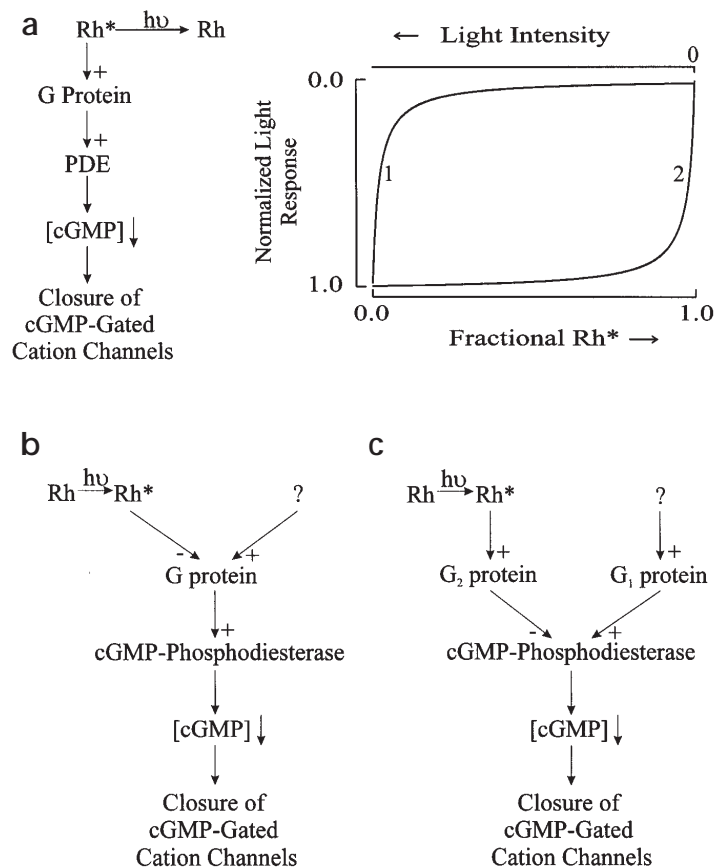 a
Rh* hυ Rh
+
G Protein
+
PDE
[cGMP]↓
Closure of
cGMP-Gated
Cation Channels
← Light Intensity
0
0.0
Normalized Light
Response
1
2
1.0
0.0
1.0
Fractional Rh* →
b
Rh hυ Rh*
?
-
+
G protein
+
cGMP-Phosphodiesterase
[cGMP]↓
Closure of
cGMP-Gated
Cation Channels
c
Rh hυ Rh*
?
+
+
G₂ protein
G₁ protein
-
+
cGMP-Phosphodiesterase
[cGMP]↓
Closure of
cGMP-Gated
Cation Channels